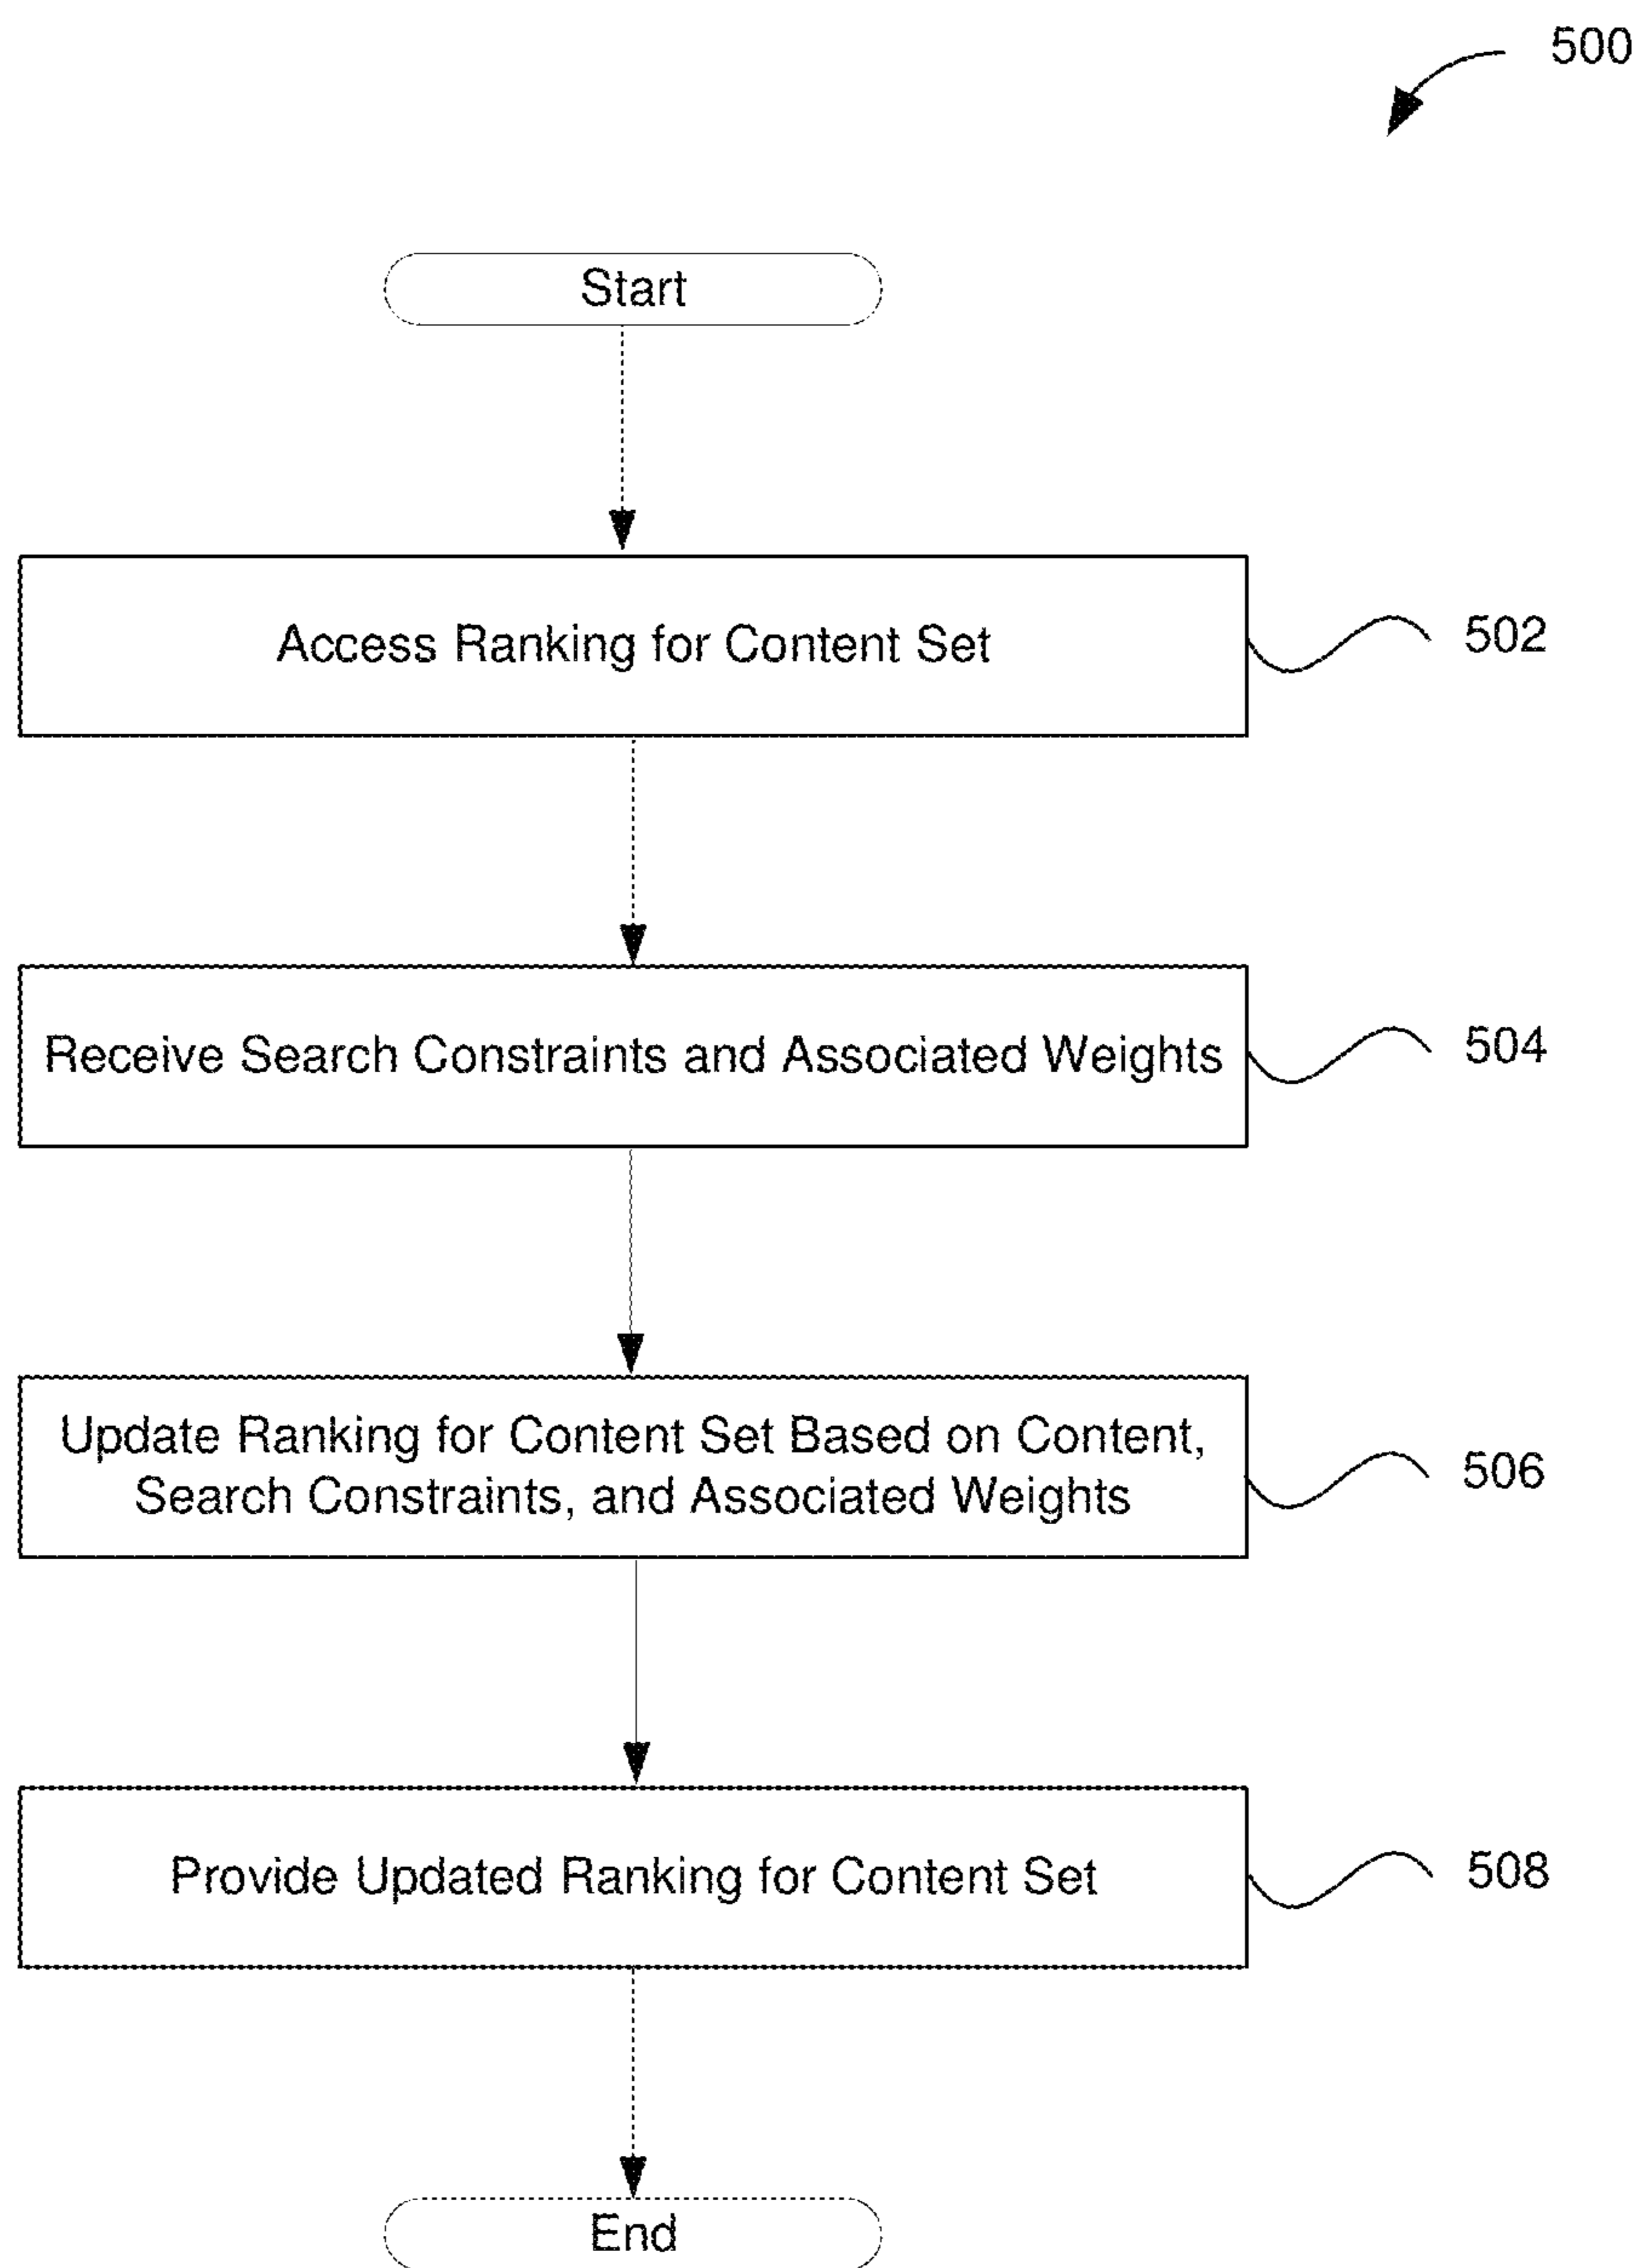 500
Start
Access Ranking for Content Set
502
Receive Search Constraints and Associated Weights
504
Update Ranking for Content Set Based on Content,
Search Constraints, and Associated Weights
506
Provide Updated Ranking for Content Set
508
End